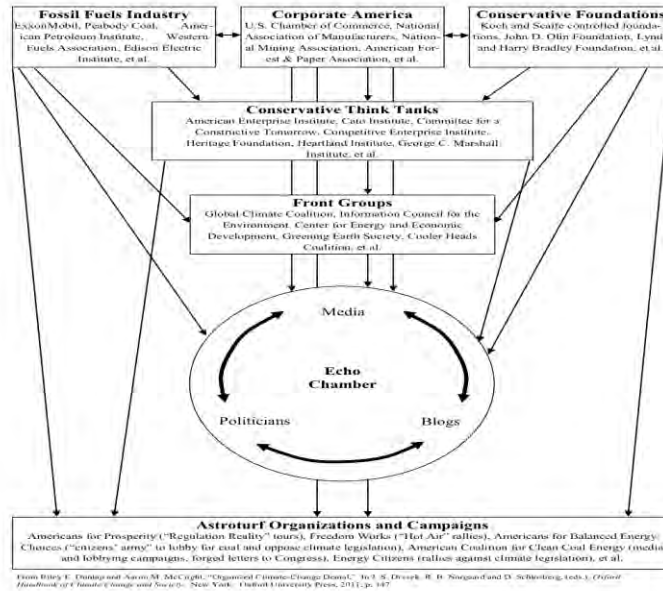 Fossil Fuels Industry
ExxonMobil, Peabody Coal, Amer-
ican Petroleum Institute, Western
Fuels Association, Edison Electric
Institute, et al.
Corporate America
U.S. Chamber of Commerce, National
Association of Manufacturers, Natio-
nal Mining Association, American For-
est & Paper Association, et al.
Conservative Foundations
Koch and Scaife controlled founda-
tions, John D. Olin Foundation, Lynde
and Harry Bradley Foundation, et al.
Conservative Think Tanks
American Enterprise Institute, Cato Institute, Committee for a
Constructive Tomorrow, Competitive Enterprise Institute,
Heritage Foundation, Heartland Institute, George C. Marshall
Institute, et al.
Front Groups
Global Climate Coalition, Information Council for the
Environment, Center for Energy and Economic
Development, Greening Earth Society, Cooler Heads
Coalition, et al.
Media
Echo
Chamber
Politicians
Blogs
Astroturf Organizations and Campaigns
Americans for Prosperity ("Regulation Reality" tours), Freedom Works ("Hot Air" rallies), Americans for Balanced Energy
Choices ("citizens' army" to lobby for coal and oppose climate legislation), American Coalition for Clean Coal Energy (media
and lobbying campaigns, forged letters to Congress), Energy Citizens (rallies against climate legislation), et al.
From Riley E. Dunlap and Aaron M. McCright, "Organized Climate-Change Denial," In J. S. Dryzek, R. B. Norgaard and D. Schlosberg, (eds.), Oxford
Handbook of Climate Change and Society. New York: Oxford University Press, 2011, p. 147